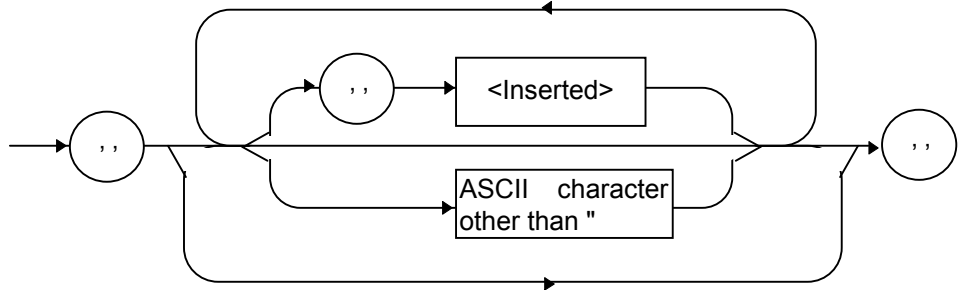 , ,
<Inserted>
, ,
, ,
ASCII character
other than "